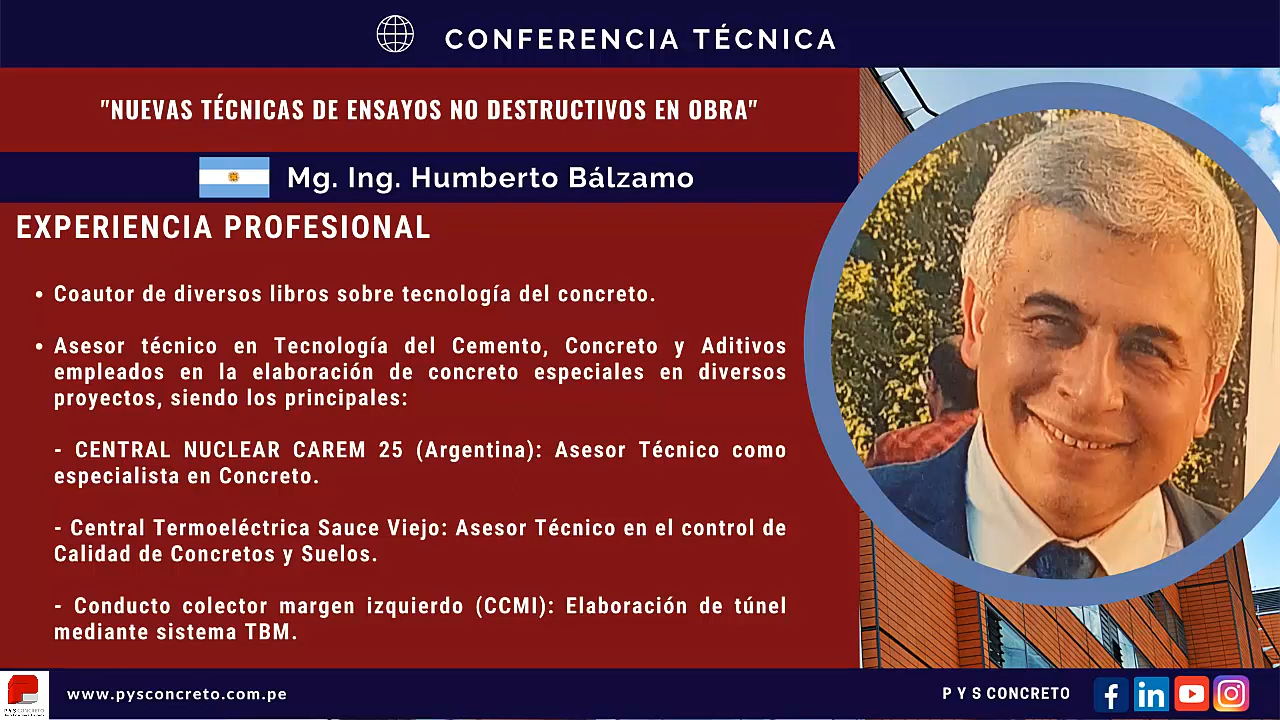 CONFERENCIA TÉCNICA
"NUEVAS TÉCNICAS DE ENSAYOS NO DESTRUCTIVOS EN OBRA"
Mg. Ing. Humberto Bálzamo
EXPERIENCIA PROFESIONAL
• Coautor de diversos libros sobre tecnología del concreto.
• Asesor técnico en Tecnología del Cemento, Concreto y Aditivos
empleados en la elaboración de concreto especiales en diversos
proyectos, siendo los principales:
- CENTRAL NUCLEAR CAREM 25 (Argentina): Asesor Técnico como
especialista en Concreto.
- Central Termoeléctrica Sauce Viejo: Asesor Técnico en el control de
Calidad de Concretos y Suelos.
- Conducto colector margen izquierdo (CCMI): Elaboración de túnel
mediante sistema TBM.
P Y S CONCRETO
www.pysconcreto.com.pe
P Y S CONCRETO